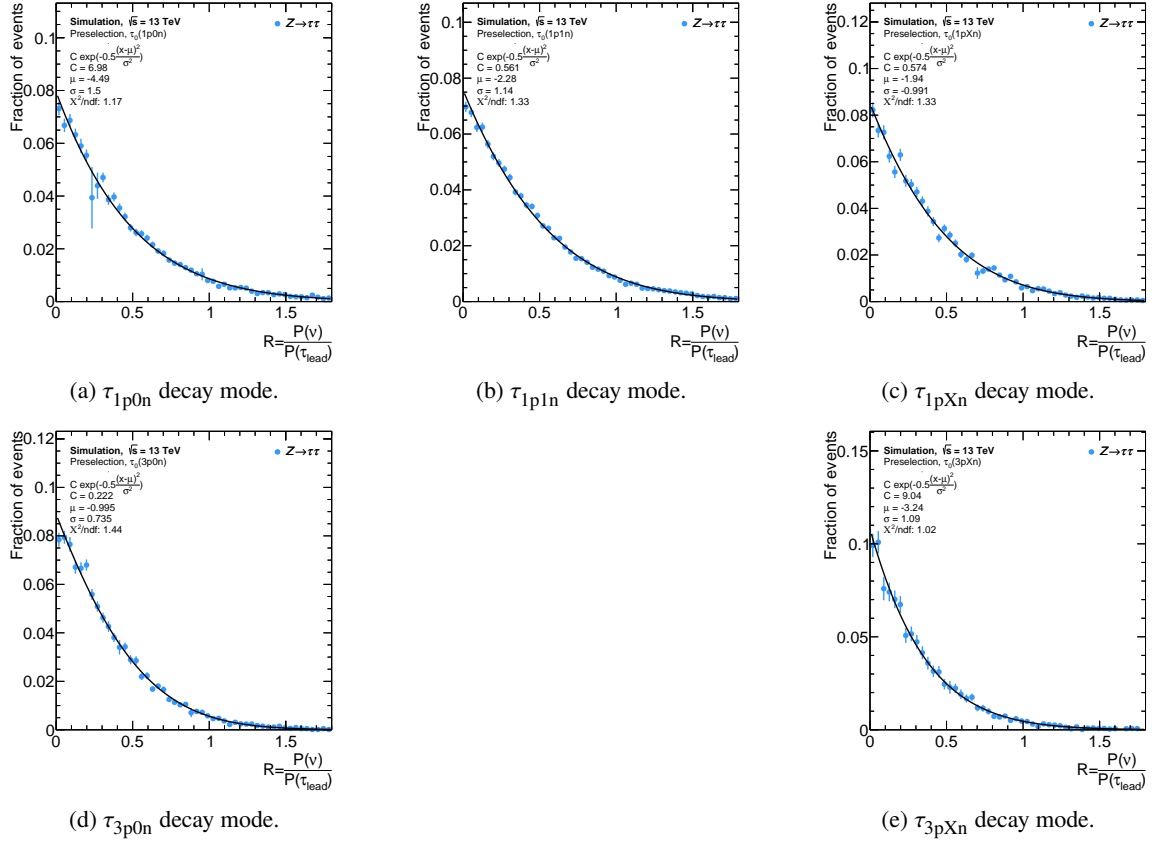 Fraction of events
Simulation, √s = 13 TeV
Preselection, τ₀(1p0n)
Z→ττ
C exp(-0.5(x-μ)²/σ²)
C = 6.98
μ = -4.49
σ = 1.5
X²/ndf: 1.17
0.1
0.08
0.06
0.04
0.02
0
0 0.5 1 1.5
R=P(ν)/P(τ_lead)
(a) τ_1p0n decay mode.
Fraction of events
Simulation, √s = 13 TeV
Preselection, τ₀(1p1n)
Z→ττ
C exp(-0.5(x-μ)²/σ²)
C = 0.561
μ = -2.28
σ = 1.14
X²/ndf: 1.33
0.1
0.08
0.06
0.04
0.02
0
0 0.5 1 1.5
R=P(ν)/P(τ_lead)
(b) τ_1p1n decay mode.
Fraction of events
Simulation, √s = 13 TeV
Preselection, τ₀(1pXn)
Z→ττ
C exp(-0.5(x-μ)²/σ²)
C = 0.574
μ = -1.94
σ = -0.991
X²/ndf: 1.33
0.12
0.1
0.08
0.06
0.04
0.02
0
0 0.5 1 1.5
R=P(ν)/P(τ_lead)
(c) τ_1pXn decay mode.
Fraction of events
Simulation, √s = 13 TeV
Preselection, τ₀(3p0n)
Z→ττ
C exp(-0.5(x-μ)²/σ²)
C = 0.222
μ = -0.995
σ = 0.735
X²/ndf: 1.44
0.12
0.1
0.08
0.06
0.04
0.02
0
0 0.5 1 1.5
R=P(ν)/P(τ_lead)
(d) τ_3p0n decay mode.
Fraction of events
Simulation, √s = 13 TeV
Preselection, τ₀(3pXn)
Z→ττ
C exp(-0.5(x-μ)²/σ²)
C = 9.04
μ = -3.24
σ = 1.09
X²/ndf: 1.02
0.15
0.1
0.05
0
0 0.5 1 1.5
R=P(ν)/P(τ_lead)
(e) τ_3pXn decay mode.